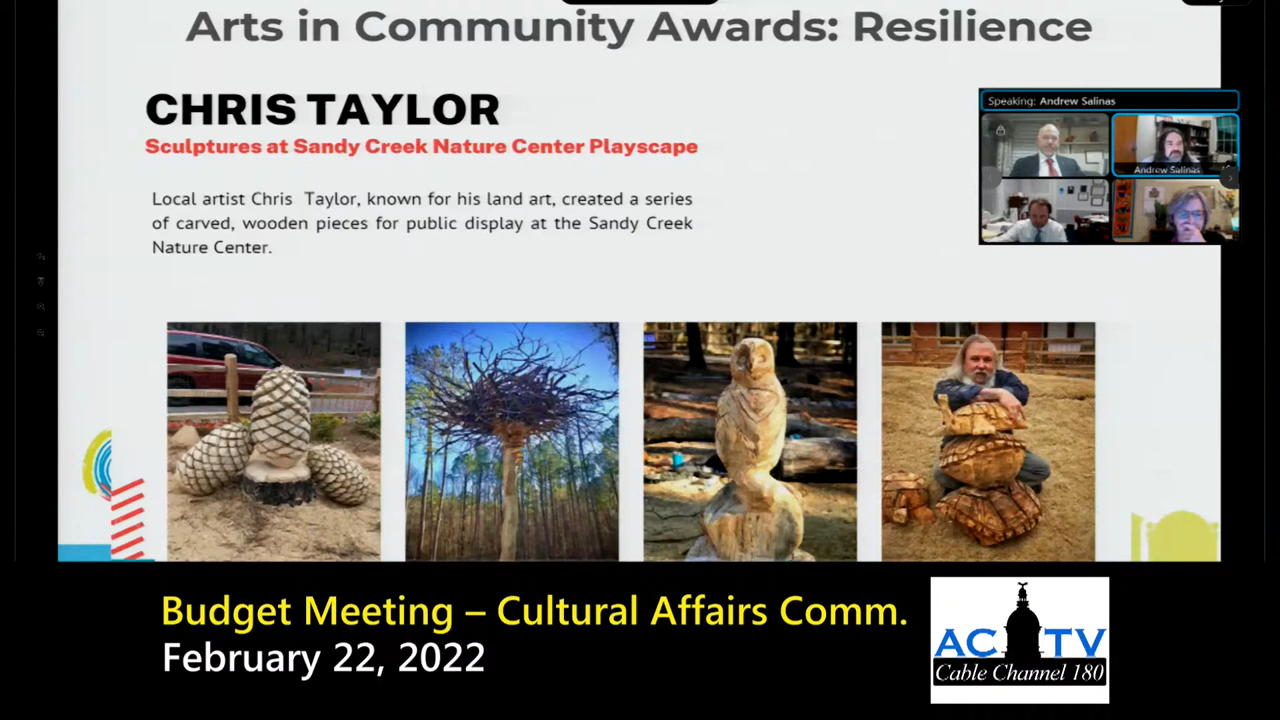 Arts in Community Awards: Resilience
CHRIS TAYLOR
Sculptures at Sandy Creek Nature Center Playscape
Local artist Chris Taylor, known for his land art, created a series
of carved, wooden pieces for public display at the Sandy Creek
Nature Center.
Speaking: Andrew Salinas
Andrew Salinas
Budget Meeting – Cultural Affairs Comm.
February 22, 2022
AC TV
Cable Channel 180